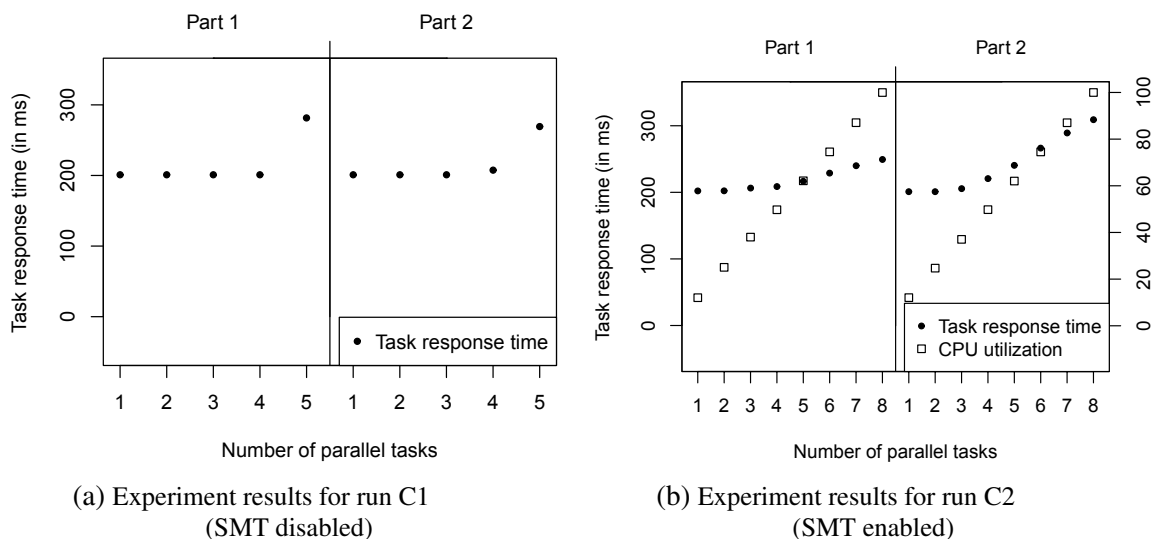 Part 1 Part 2
Task response time (in ms)
300
200
100
0
Task response time
1 2 3 4 5 1 2 3 4 5
Number of parallel tasks
(a) Experiment results for run C1
(SMT disabled)
Part 1 Part 2
Task response time (in ms)
300
200
100
0
100
80
60
40
20
0
Task response time
CPU utilization
1 2 3 4 5 6 7 8 1 2 3 4 5 6 7 8
Number of parallel tasks
(b) Experiment results for run C2
(SMT enabled)